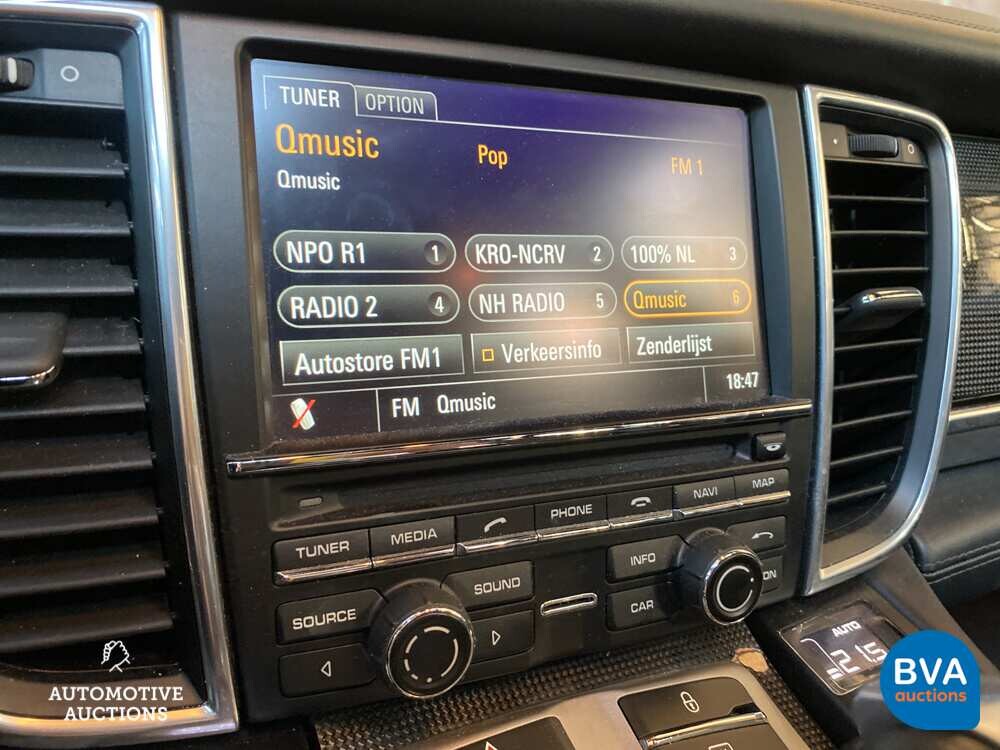 TUNER OPTION
Qmusic Pop FM 1
Qmusic
NPO R1 1 KRO-NCRV 2 100% NL 3
RADIO 2 4 NH RADIO 5 Qmusic 6
Autostore FM1 Verkeersinfo Zenderlijst
FM Qmusic 18:47
TUNER MEDIA PHONE NAVI MAP
SOURCE SOUND INFO
CAR
AUTO
21.5
AUTOMOTIVE
AUCTIONS
BVA
auctions